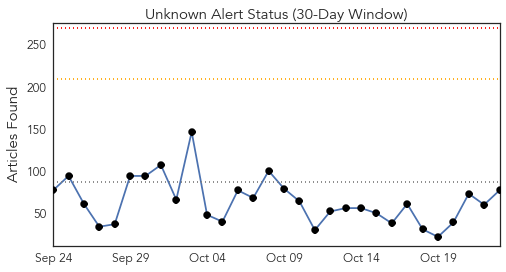 Unknown Alert Status (30-Day Window)
Articles Found
250
200
150
100
50
Sep 24 Sep 29 Oct 04 Oct 09 Oct 14 Oct 19